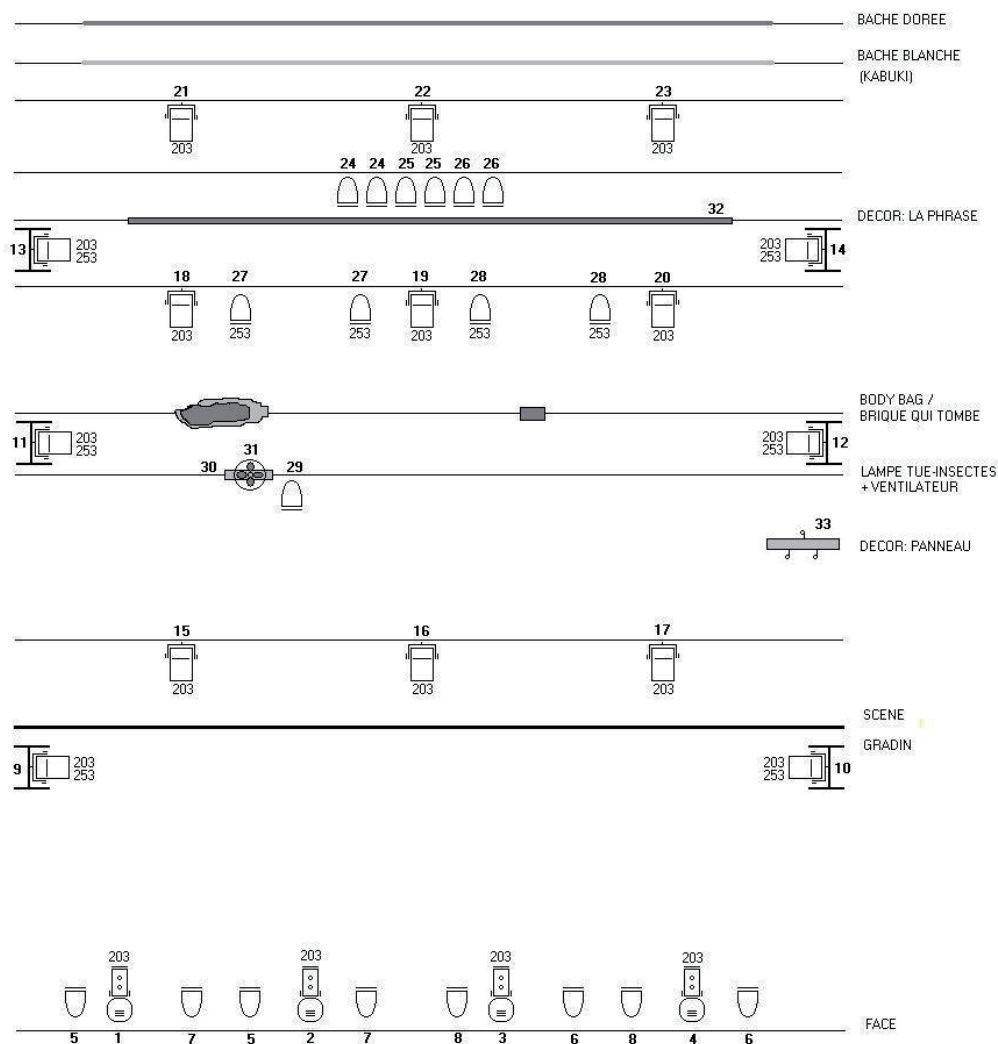 BACHE DOREE
BACHE BLANCHE
(KABUKI)
21 22 23
203 203 203
24 24 25 25 26 26
32
DECOR: LA PHRASE
13 203 203 14
253 253
18 27 27 19 28 28 20
203 253 253 203 253 253 203
BODY BAG /
BRIQUE QUI TOMBE
11 203 203 12
253 253
31
30 29
LAMPE TUE-INSECTES
+ VENTILATEUR
33
DECOR: PANNEAU
15 16 17
203 203 203
SCENE
GRADIN
9 203 203 10
253 253
203 203 203 203
FACE
5 1 7 5 2 7 8 3 6 8 4 6